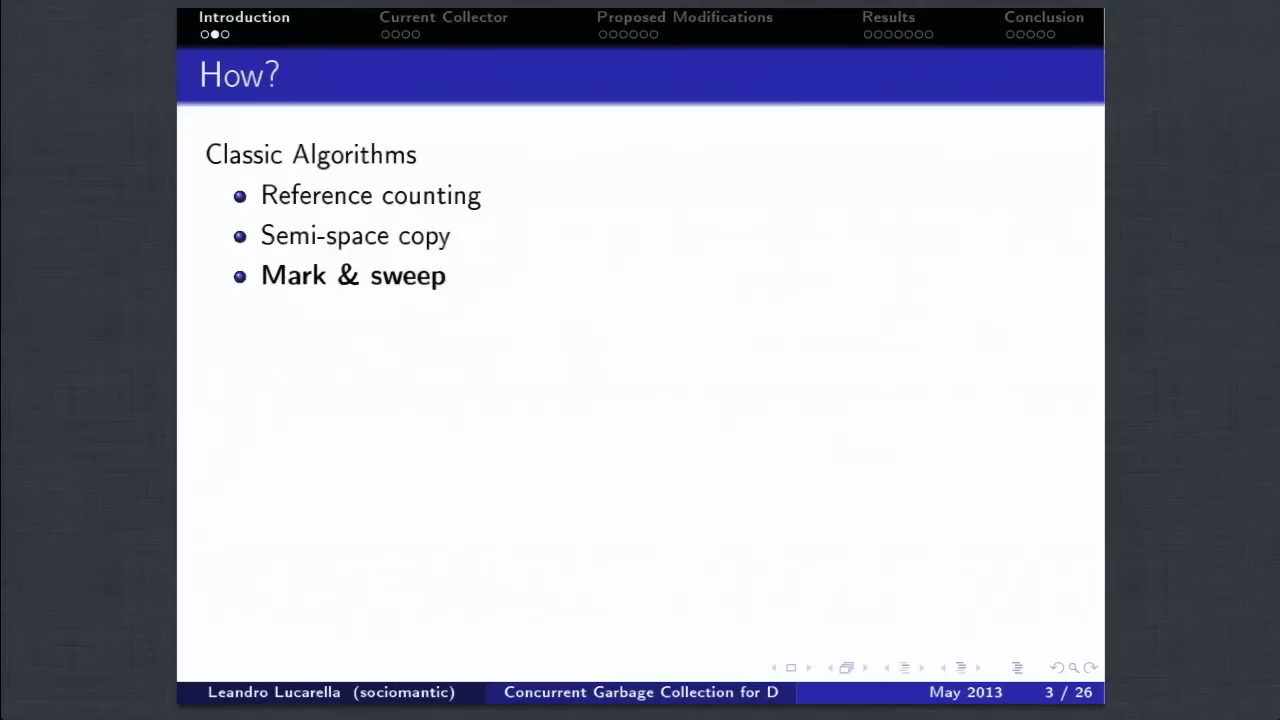 Introduction Current Collector Proposed Modifications Results Conclusion
How?
Classic Algorithms
Reference counting
Semi-space copy
Mark & sweep
Leandro Lucarella (sociomantic) Concurrent Garbage Collection for D May 2013 3 / 26